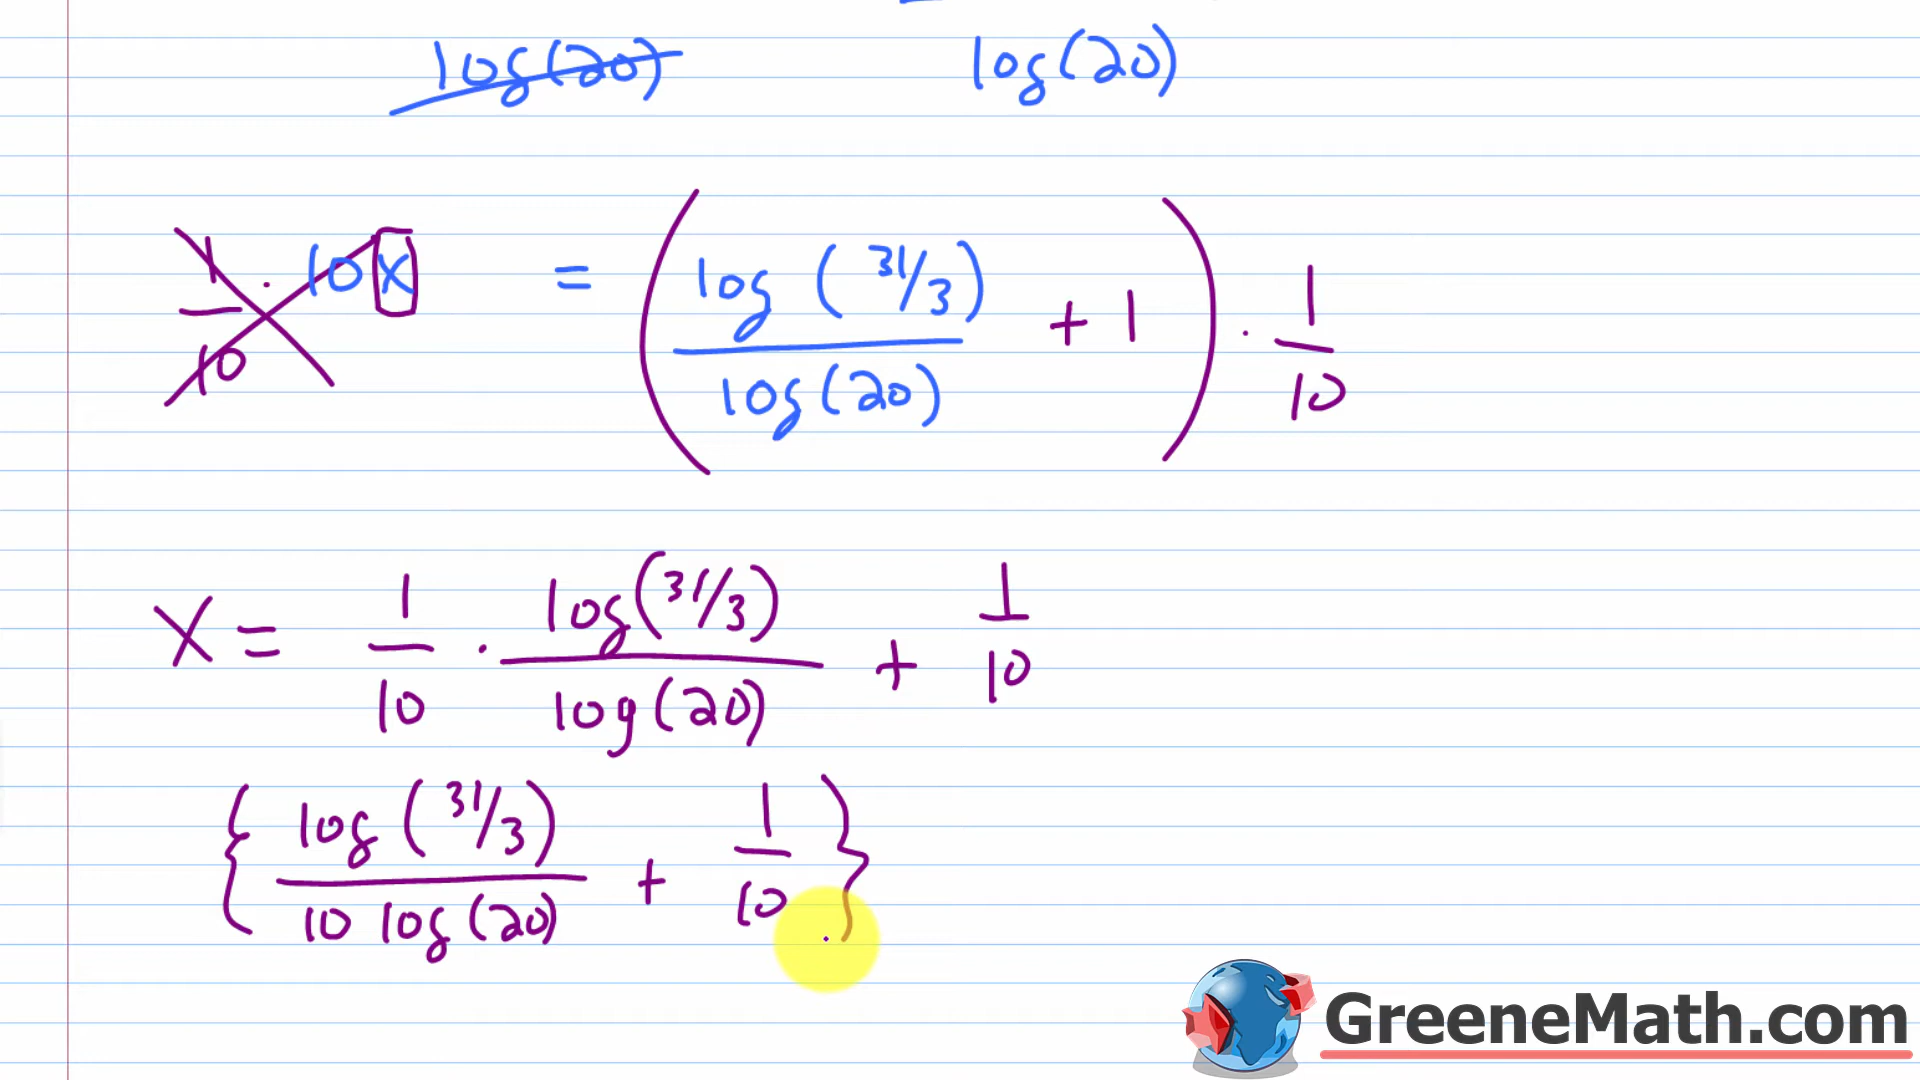 log(20) log(20)
1/10 · 10x = (log(31/3)/log(20) + 1) · 1/10
x = 1/10 · log(31/3)/log(20) + 1/10
{log(31/3)/10 log(20) + 1/10}
GreeneMath.com